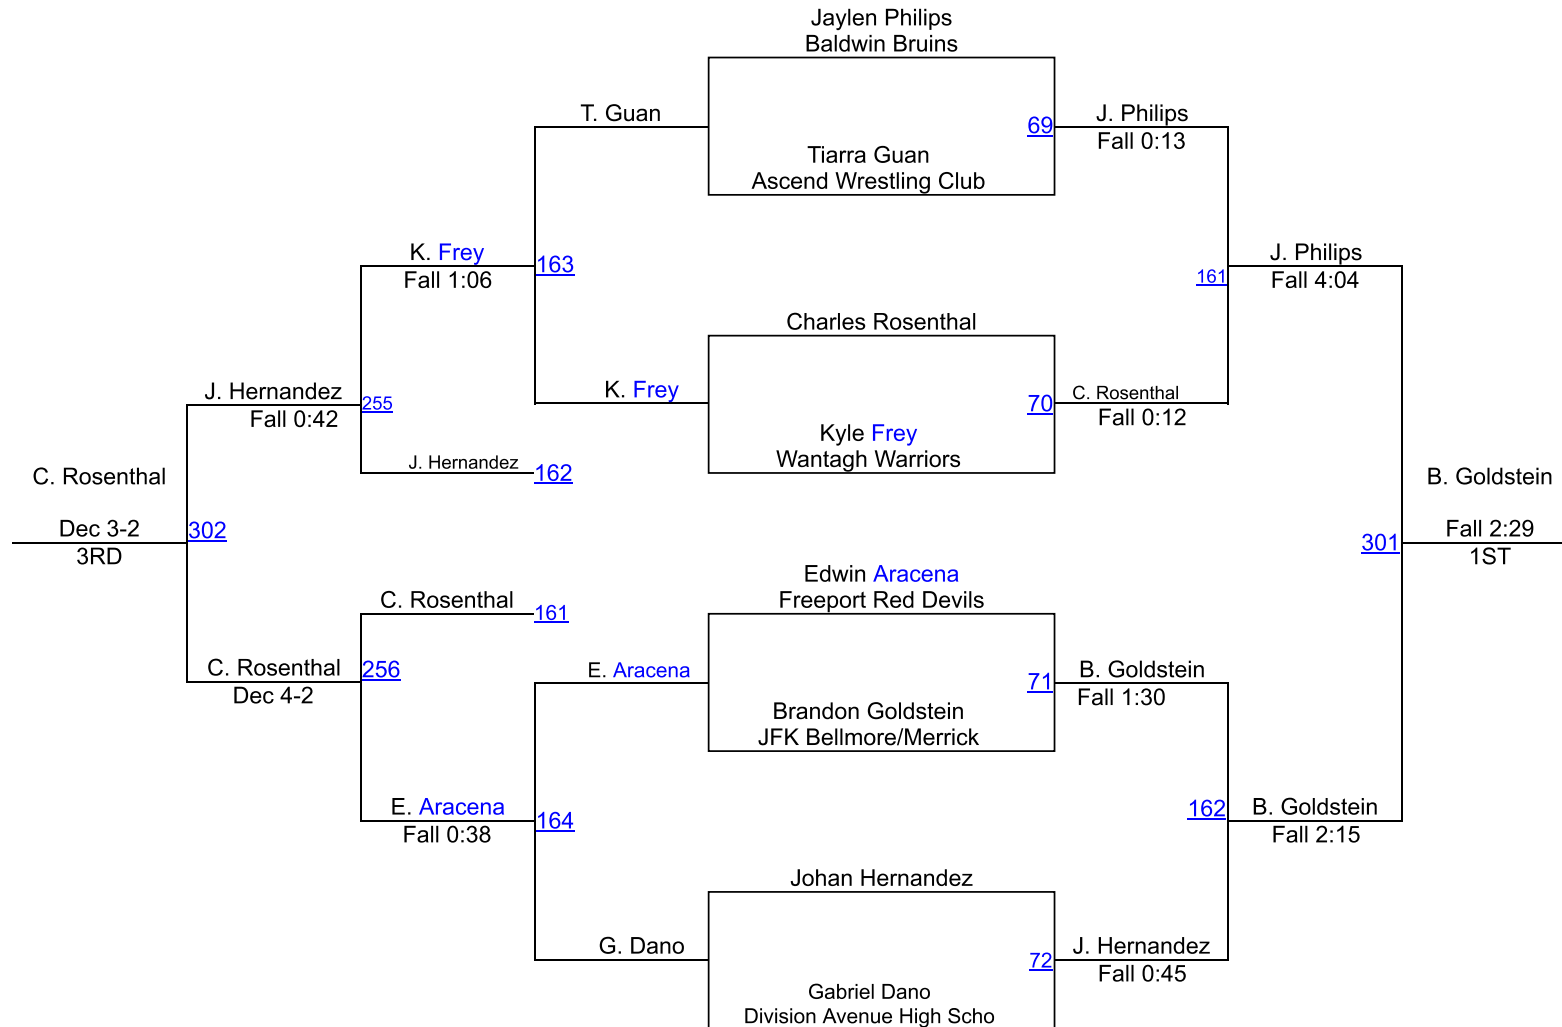 Jaylen Philips
Baldwin Bruins
T. Guan
69
J. Philips
Fall 0:13
Tiarra Guan
Ascend Wrestling Club
K. Frey
163
Fall 1:06
J. Philips
161
Fall 4:04
Charles Rosenthal
J. Hernandez
255
Fall 0:42
K. Frey
70
C. Rosenthal
Fall 0:12
Kyle Frey
Wantagh Warriors
J. Hernandez
162
C. Rosenthal
Dec 3-2
302
3RD
B. Goldstein
Fall 2:29
301
1ST
Edwin Aracena
Freeport Red Devils
C. Rosenthal
161
C. Rosenthal
256
Dec 4-2
E. Aracena
71
B. Goldstein
Fall 1:30
Brandon Goldstein
JFK Bellmore/Merrick
E. Aracena
164
Fall 0:38
162
B. Goldstein
Fall 2:15
Johan Hernandez
G. Dano
72
J. Hernandez
Fall 0:45
Gabriel Dano
Division Avenue High Scho